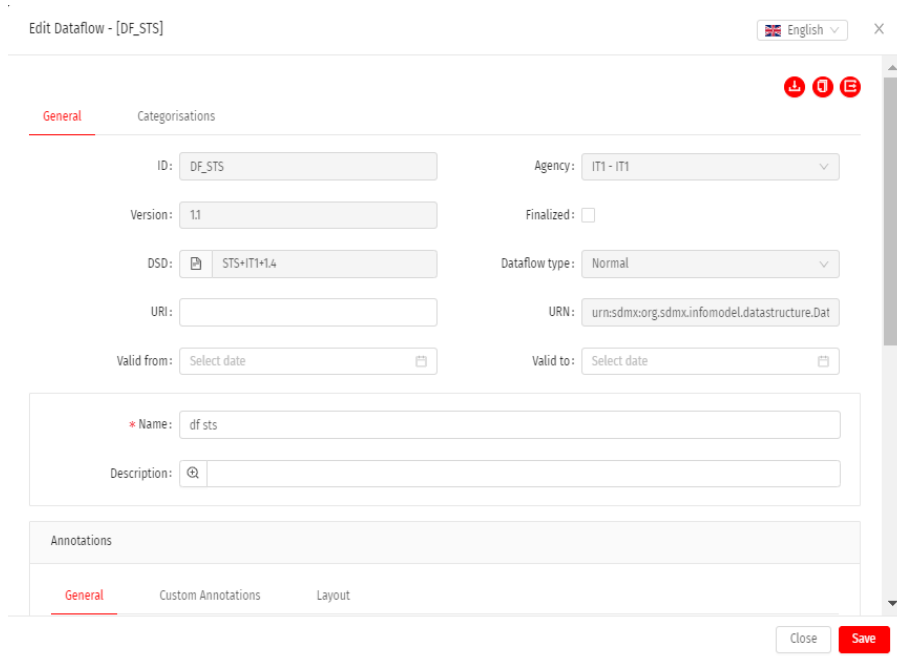 Edit Dataflow - [DF_STS]
English
General Categorisations
ID: DF_STS Agency: IT1 - IT1
Version: 1.1 Finalized:
DSD: STS+IT1+1.4 Dataflow type: Normal
URI: URN: urn:sdmx:org.sdmx.infomodel.datastructure.Dat
Valid from: Select date Valid to: Select date
* Name: df sts
Description:
Annotations
General Custom Annotations Layout
Close Save